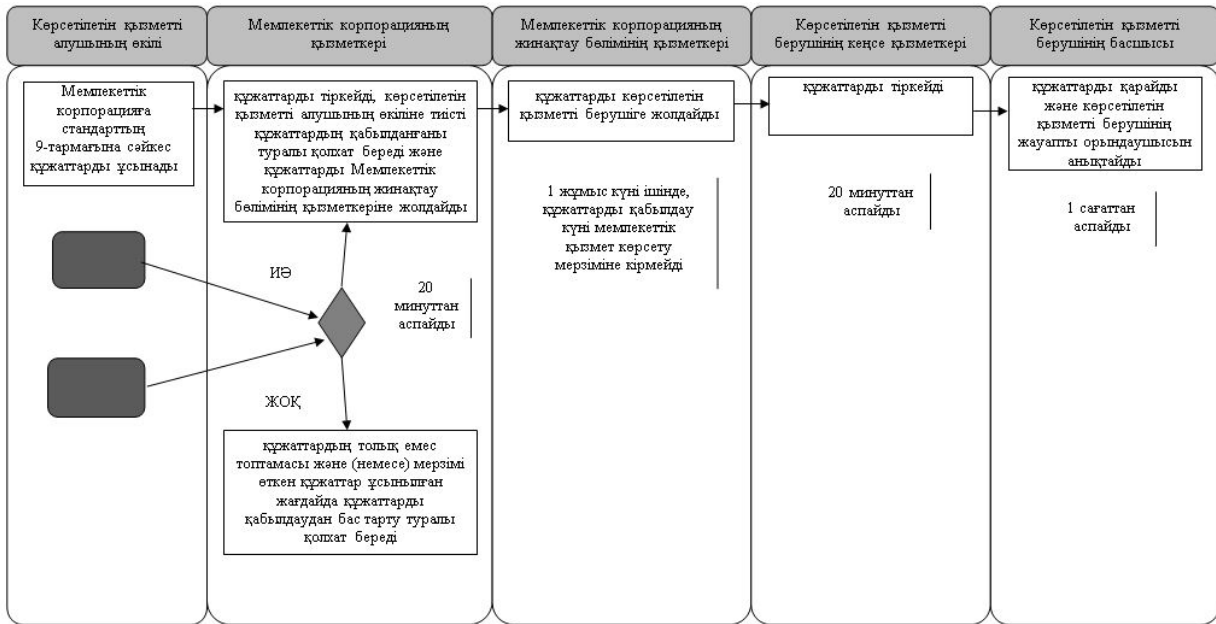 Көрсетілетін қызметті
алушының өкілі
Мемлекеттік корпорацияның
қызметкері
Мемлекеттік корпорацияның
жинақтау бөлімінің қызметкері
Көрсетілетін қызметті
берушінің кеңсе қызметкері
Көрсетілетін қызметті
берушінің басшысы
Мемлекеттік
корпорацияға
стандарттың
9-тармағына сәйкес
құжаттарды ұсынады
құжаттарды тіркейді, көрсетілетін
қызметті алушының өкіліне тиісті
құжаттардың қабылданғаны
туралы қолхат береді және
құжаттарды Мемлекеттік
корпорацияның жинақтау
бөлімінің қызметкеріне жолдайды
құжаттарды көрсетілетін
қызметті берушіге жолдайды
құжаттарды тіркейді
құжаттарды қарайды
және көрсетілетін
қызметті берушінің
жауапты орындаушысын
анықтайды
1 жұмыс күні ішінде,
құжаттарды қабылдау
күні мемлекеттік
қызмет көрсету
мерзіміне кірмейді
20 минуттан
аспайды
1 сағаттан
аспайды
ИӘ
20
минуттан
аспайды
ЖОҚ
құжаттардың толық емес
топтамасы және (немесе) мерзімі
өткен құжаттар ұсынылған
жағдайда құжаттарды
қабылдаудан бас тарту туралы
қолхат береді